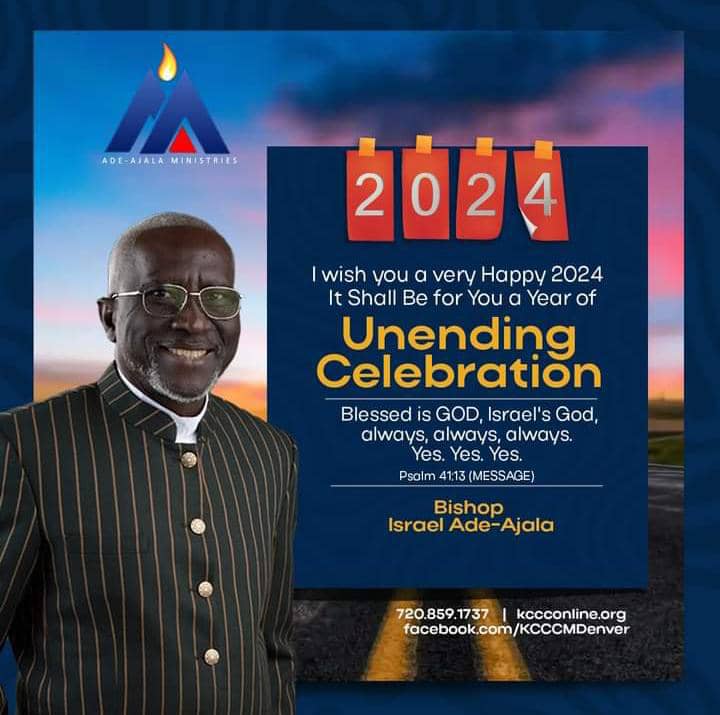 ADE-AJALA MINISTRIES
2024
I wish you a very Happy 2024
It Shall Be for You a Year of
Unending
Celebration
Blessed is GOD, Israel's God,
always, always, always.
Yes. Yes. Yes.
Psalm 41:13 (MESSAGE)
Bishop
Israel Ade-Ajala
720.859.1737 | kccconline.org
facebook.com/KCCCMDenver